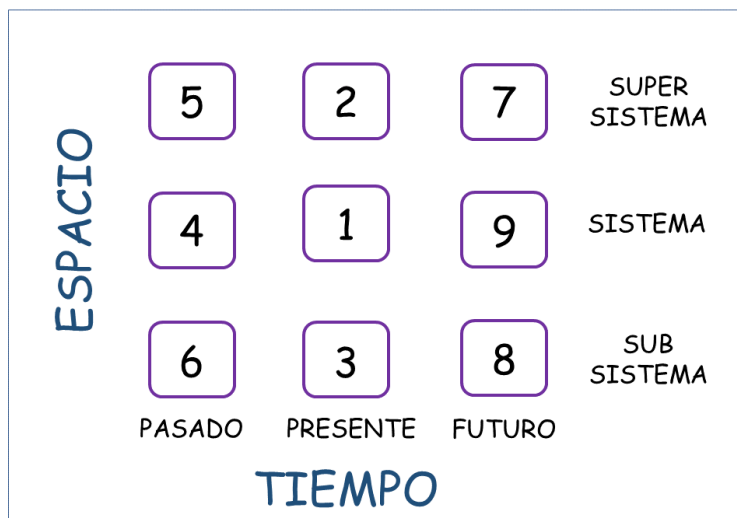 ESPACIO
5 2 7 SUPER
SISTEMA
4 1 9 SISTEMA
6 3 8 SUB
SISTEMA
PASADO PRESENTE FUTURO
TIEMPO